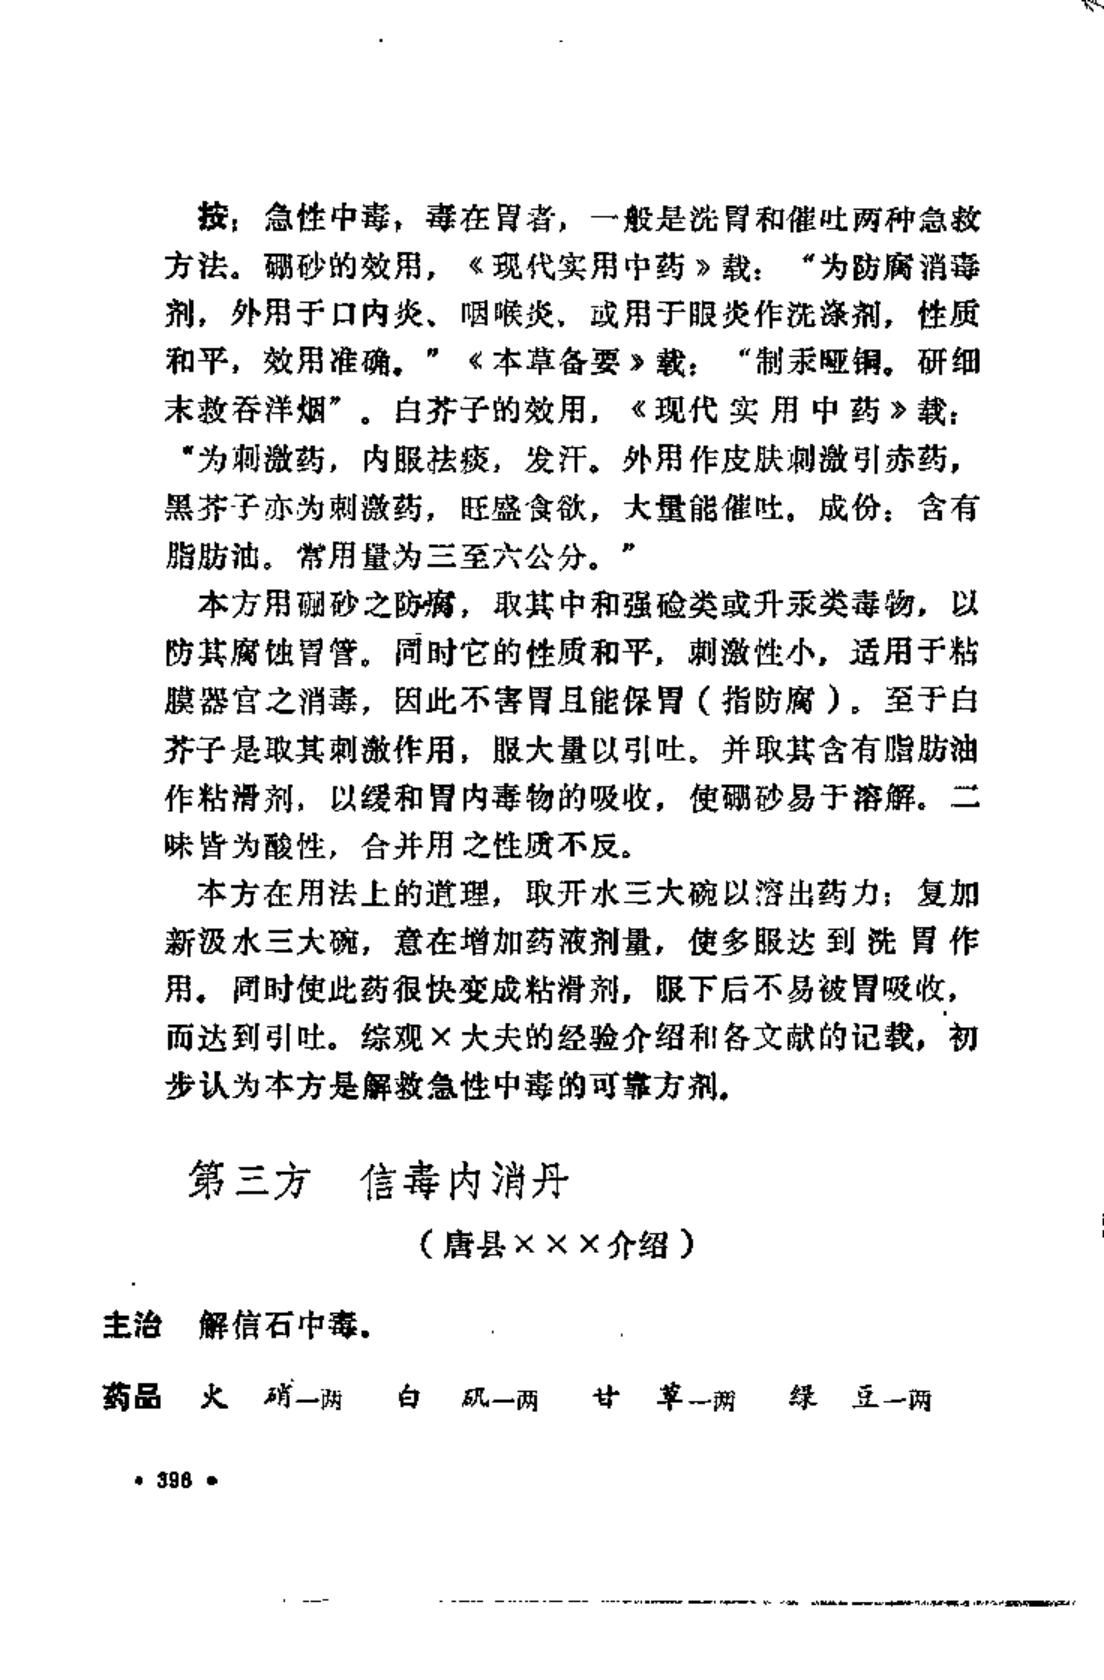 按：急性中毒，毒在胃者，一般是洗胃和催吐两种急救
方法。硼砂的效用，《现代实用中药》载：“为防腐消毒
剂，外用于口内炎、咽喉炎，或用于眼炎作洗涤剂，性质
和平，效用准确。”《本草备要》载：“制汞哑铜。研细
末救吞洋烟”。白芥子的效用，《现代实用中药》载：
“为刺激药，内服祛痰，发汗。外用作皮肤刺激引赤药，
黑芥子亦为刺激药，旺盛食欲，大量能催吐。成份：含有
脂肪油。常用量为三至六公分。”
本方用硼砂之防腐，取其中和强硷类或升汞类毒物，以
防其腐蚀胃管。同时它的性质和平，刺激性小，适用于粘
膜器官之消毒，因此不害胃且能保胃（指防腐）。至于白
芥子是取其刺激作用，服大量以引吐。并取其含有脂肪油
作粘滑剂，以缓和胃内毒物的吸收，使硼砂易于溶解。二
味皆为酸性，合并用之性质不反。
本方在用法上的道理，取开水三大碗以溶出药力；复加
新汲水三大碗，意在增加药液剂量，使多服达到洗胃作
用。同时使此药很快变成粘滑剂，服下后不易被胃吸收，
而达到引吐。综观×大夫的经验介绍和各文献的记载，初
步认为本方是解救急性中毒的可靠方剂。
第三方　信毒内消丹
（唐县×××介绍）
主治　解信石中毒。
药品　火　硝一两　白　矾一两　甘　草一两　绿　豆一两
• 396 •